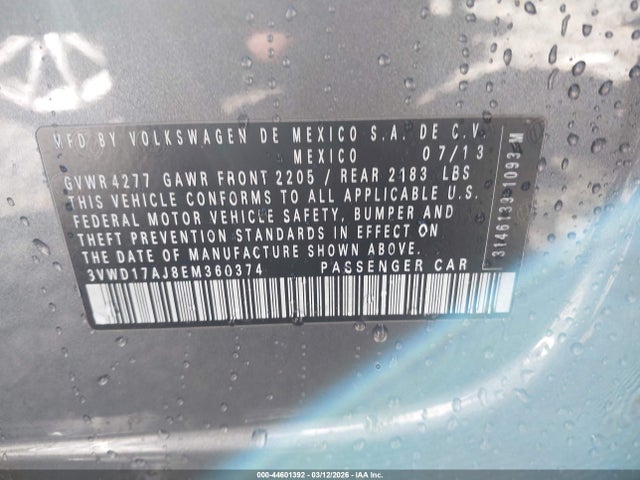 MFD BY VOLKSWAGEN DE MEXICO S.A. DE C.V.
MEXICO 07/13
GVWR 4277 GAWR FRONT 2205 / REAR 2183 LBS
THIS VEHICLE CONFORMS TO ALL APPLICABLE U.S.
FEDERAL MOTOR VEHICLE SAFETY, BUMPER AND
THEFT PREVENTION STANDARDS IN EFFECT ON
THE DATE OF MANUFACTURE SHOWN ABOVE.
3VWD17AJ8EM360374 PASSENGER CAR
3146139-1093 M
000-44601392 - 03/12/2026 - IAA Inc.